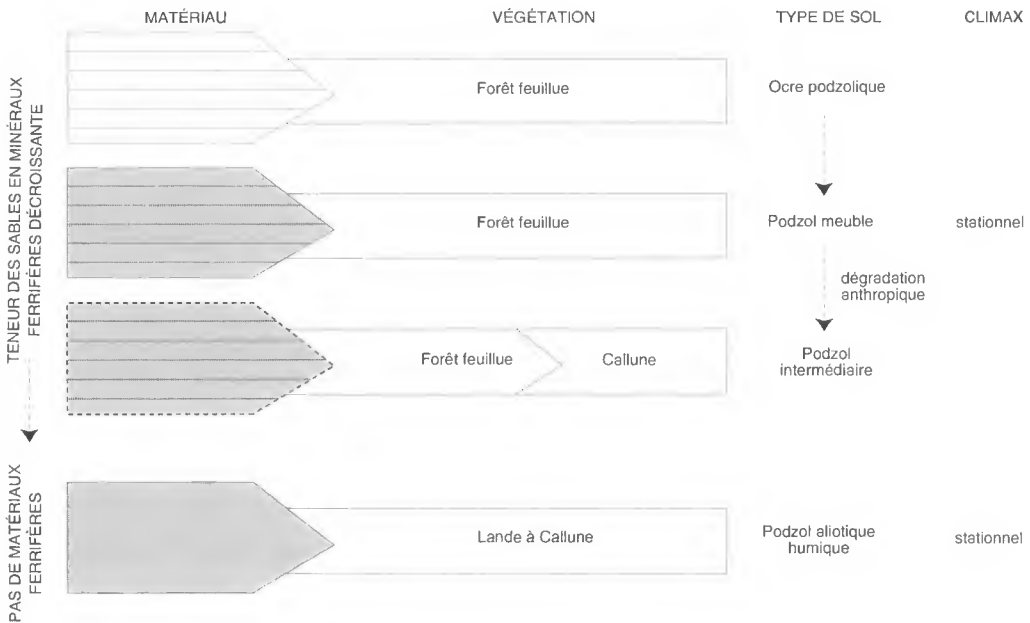 MATÉRIAU
VÉGÉTATION
TYPE DE SOL
CLIMAX
TENEUR DES SABLES EN MINÉRAUX
FERRIFÈRES DÉCROISSANTE
Forêt feuillue
Ocre podzolique
Forêt feuillue
Podzol meuble
stationnel
dégradation
anthropique
Forêt feuillue
Callune
Podzol
intermédiaire
PAS DE MATÉRIAUX
FERRIFÈRES
Lande à Callune
Podzol aliotique
humique
stationnel